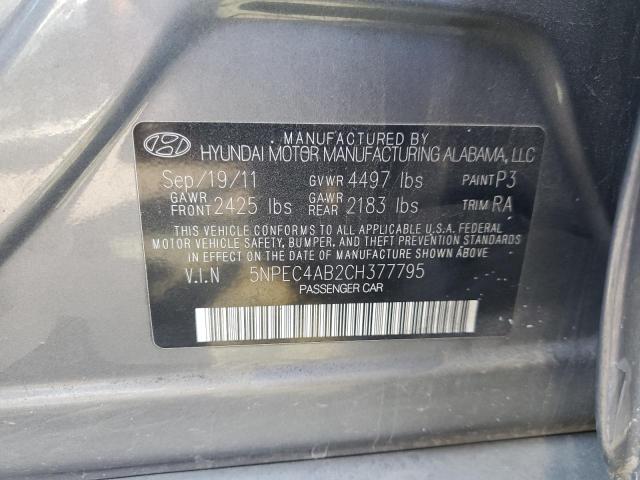 MANUFACTURED BY
HYUNDAI MOTOR MANUFACTURING ALABAMA, LLC
Sep/19/11 GVWR 4497 lbs PAINT P3
GAWR FRONT 2425 lbs GAWR REAR 2183 lbs TRIM RA
THIS VEHICLE CONFORMS TO ALL APPLICABLE U.S.A. FEDERAL
MOTOR VEHICLE SAFETY, BUMPER, AND THEFT PREVENTION STANDARDS
IN EFFECT ON THE DATE OF MANUFACTURE SHOWN ABOVE.
V.I.N 5NPEC4AB2CH377795
PASSENGER CAR